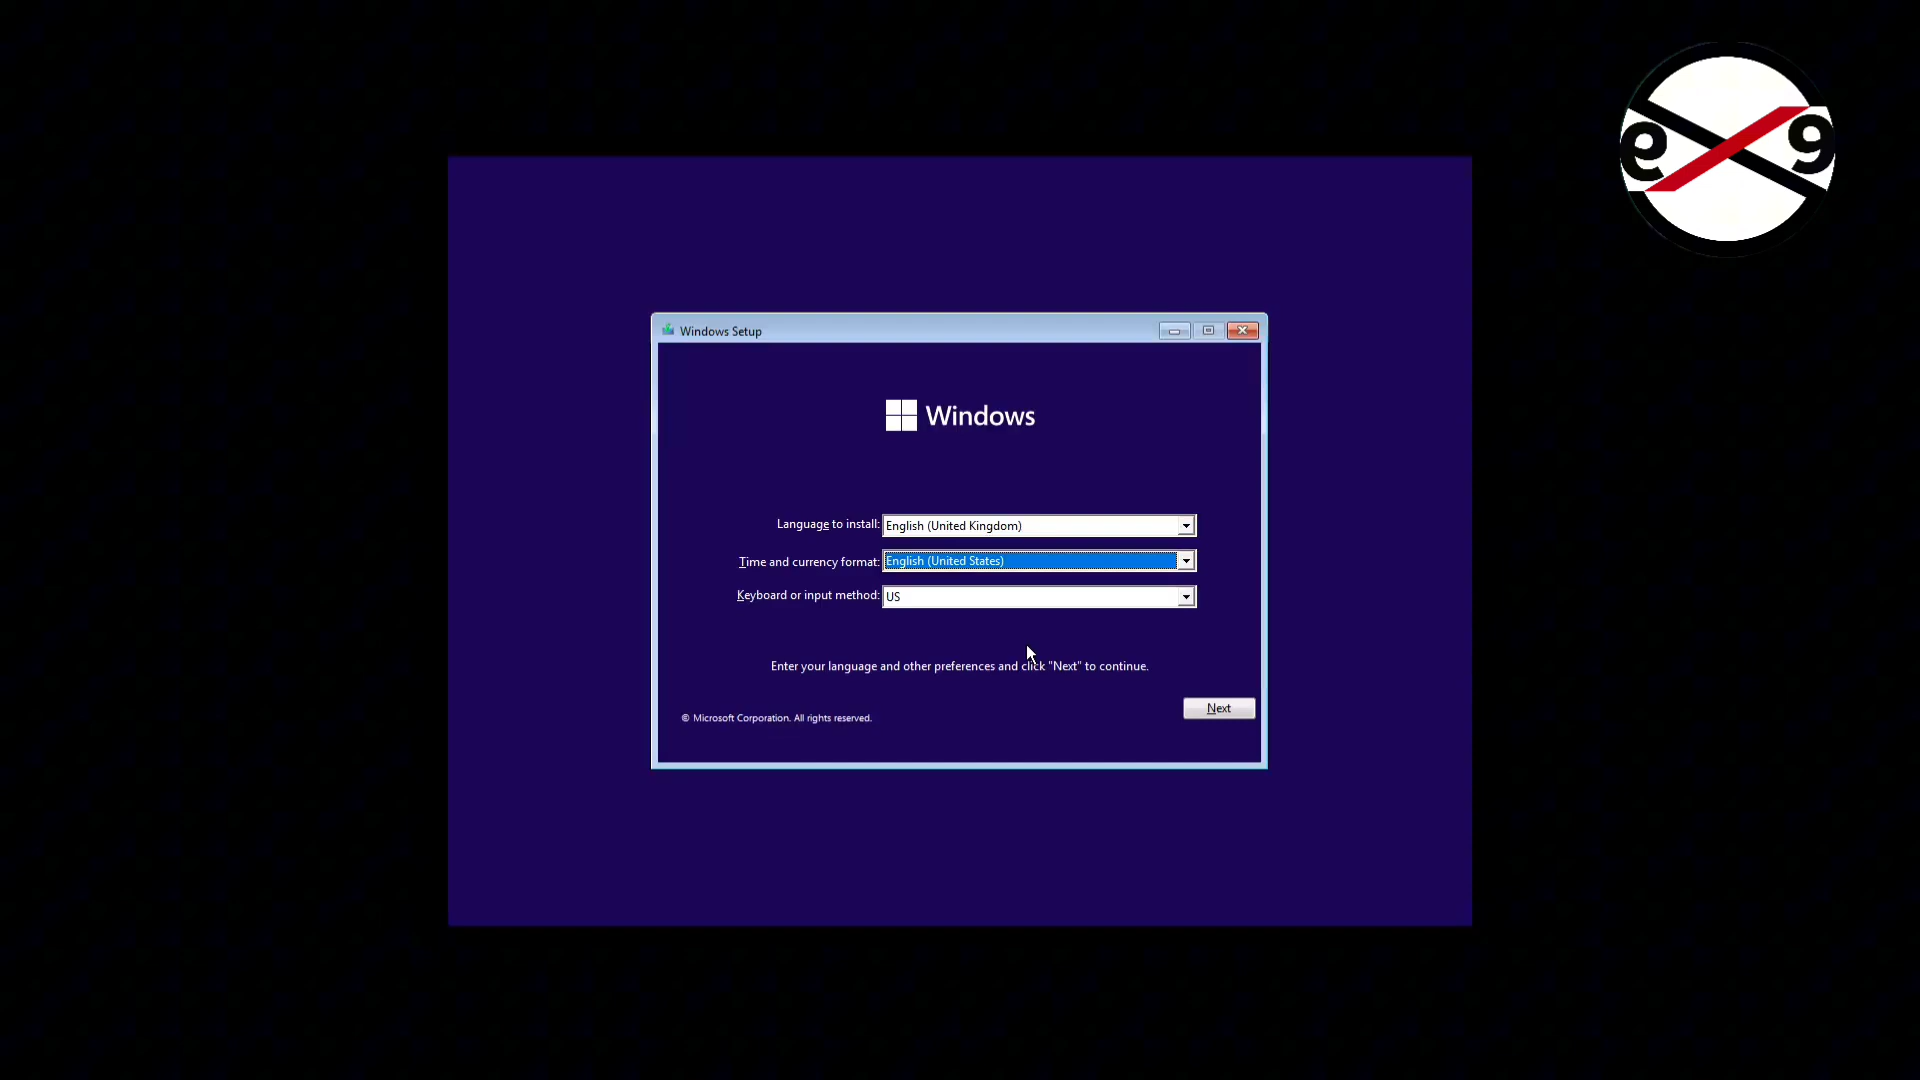 e 9
Windows Setup
Windows
Language to install: English (United Kingdom)
Time and currency format: English (United States)
Keyboard or input method: US
Enter your language and other preferences and click "Next" to continue.
Next
© Microsoft Corporation. All rights reserved.